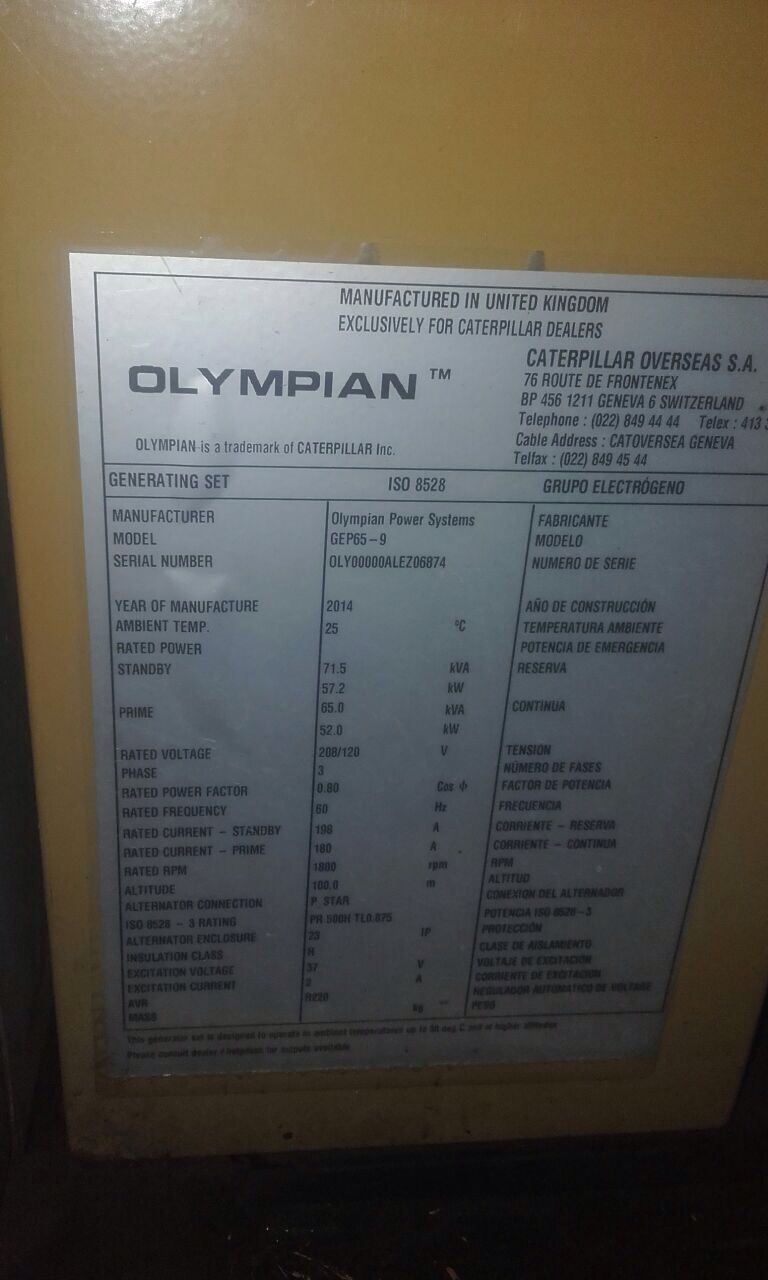 MANUFACTURED IN UNITED KINGDOM
EXCLUSIVELY FOR CATERPILLAR DEALERS
OLYMPIAN ™
OLYMPIAN is a trademark of CATERPILLAR Inc.
CATERPILLAR OVERSEAS S.A.
76 ROUTE DE FRONTENEX
BP 456 1211 GENEVA 6 SWITZERLAND
Telephone : (022) 849 44 44 Telex : 413
Cable Address : CATOVERSEA GENEVA
Telfax : (022) 849 45 44
GENERATING SET ISO 8528 GRUPO ELECTRÓGENO
MANUFACTURER Olympian Power Systems FABRICANTE
MODEL GEP65-9 MODELO
SERIAL NUMBER OLY00000ALEZ06874 NUMERO DE SERIE
YEAR OF MANUFACTURE 2014 AÑO DE CONSTRUCCIÓN
AMBIENT TEMP. 25 °C TEMPERATURA AMBIENTE
RATED POWER POTENCIA DE EMERGENCIA
STANDBY 71.5 kVA RESERVA
57.2 kW
PRIME 65.0 kVA CONTINUA
52.0 kW
RATED VOLTAGE 208/120 V TENSION
PHASE 3 NÚMERO DE FASES
RATED POWER FACTOR 0.80 Cos ϕ FACTOR DE POTENCIA
RATED FREQUENCY 60 Hz FRECUENCIA
RATED CURRENT - STANDBY 198 A CORRIENTE - RESERVA
RATED CURRENT - PRIME 180 A CORRIENTE - CONTINUA
RATED RPM 1800 rpm RPM
ALTITUDE 100.0 m ALTITUD
ALTERNATOR CONNECTION P STAR CONEXION DEL ALTERNADOR
ISO 8528 - 3 RATING PR 500H TL0.875 POTENCIA ISO 8528-3
ALTERNATOR ENCLOSURE 23 IP PROTECCIÓN
INSULATION CLASS H CLASE DE AISLAMIENTO
EXCITATION VOLTAGE 37 V VOLTAJE DE EXCITACION
EXCITATION CURRENT 2 A CORRIENTE DE EXCITACION
AVR R220 REGULADOR AUTOMATICO DE VOLTAGE
MASS kg PESO
This generator set is designed to operate in ambient temperatures up to 50 deg C and at higher altitudes
Please consult dealer / helpdesk for outputs available